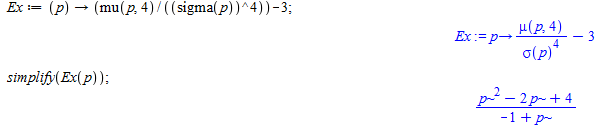 Ex := (p) → (mu(p, 4)/((sigma(p))^4))-3;
Ex := p→ μ(p, 4)/σ(p)^4 − 3
simplify(Ex(p));
(p~^2 − 2 p~ + 4)/(-1 + p~)